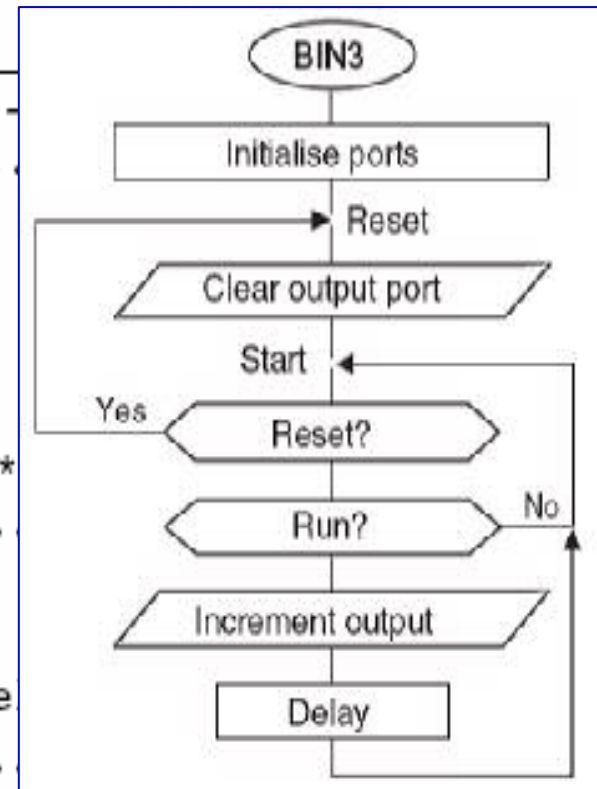 BIN3
Initialise ports
Reset
Clear output port
Start
Yes
Reset?
*
Run?
No
Increment output
e
Delay